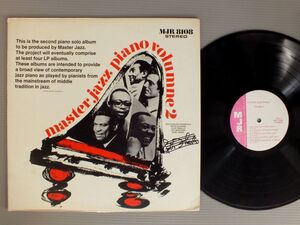 MJR 8108
STEREO
This is the second piano solo album
to be produced by Master Jazz.
The project will eventually comprise
at least four LP albums.
These albums are intended to provide
a broad view of contemporary
jazz piano as played by pianists from
the mainstream of middle
tradition in jazz.
master jazz piano volume 2
MJR